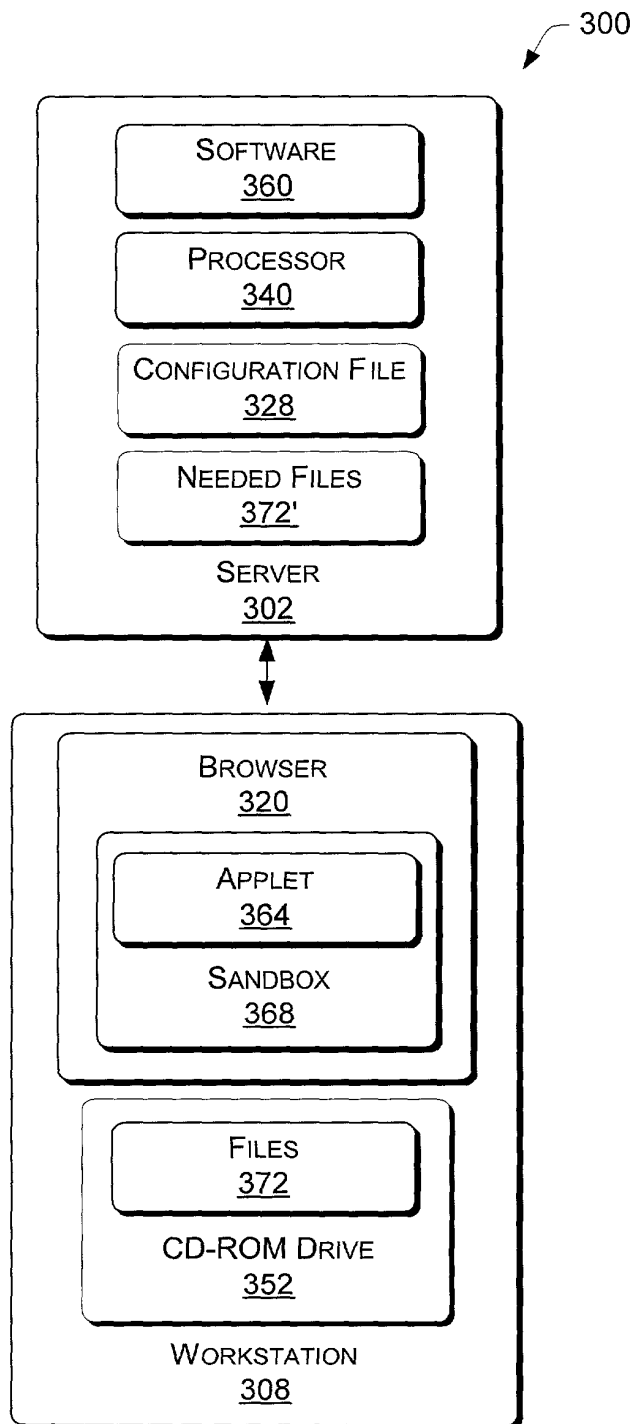 300
SOFTWARE
360
PROCESSOR
340
CONFIGURATION FILE
328
NEEDED FILES
372'
SERVER
302
BROWSER
320
APPLET
364
SANDBOX
368
FILES
372
CD-ROM DRIVE
352
WORKSTATION
308